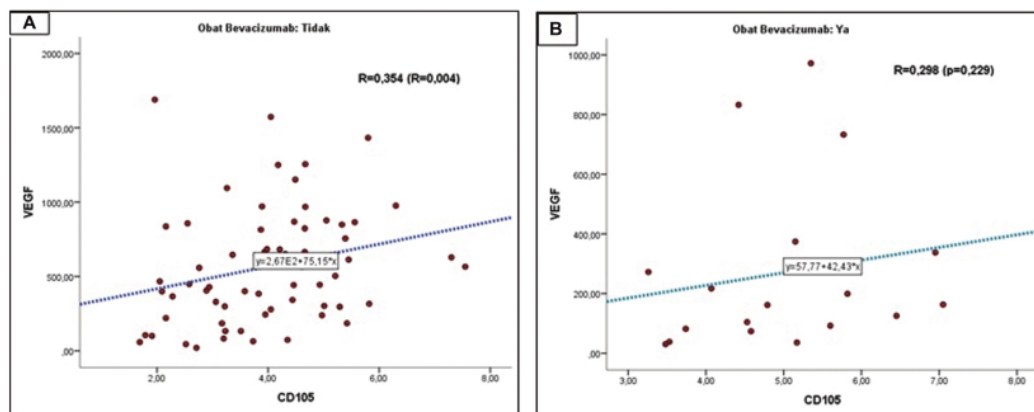 A
Obat Bevacizumab: Tidak
R=0,354 (R=0,004)
2000,00
1500,00
1000,00
500,00
,00
VEGF
y=2,67E2+75,15*x
2,00 4,00 6,00 8,00
CD105
B
Obat Bevacizumab: Ya
R=0,298 (p=0,229)
1000,00
800,00
600,00
400,00
200,00
,00
VEGF
y=57,77+42,43*x
3,00 4,00 5,00 6,00 7,00 8,00
CD105